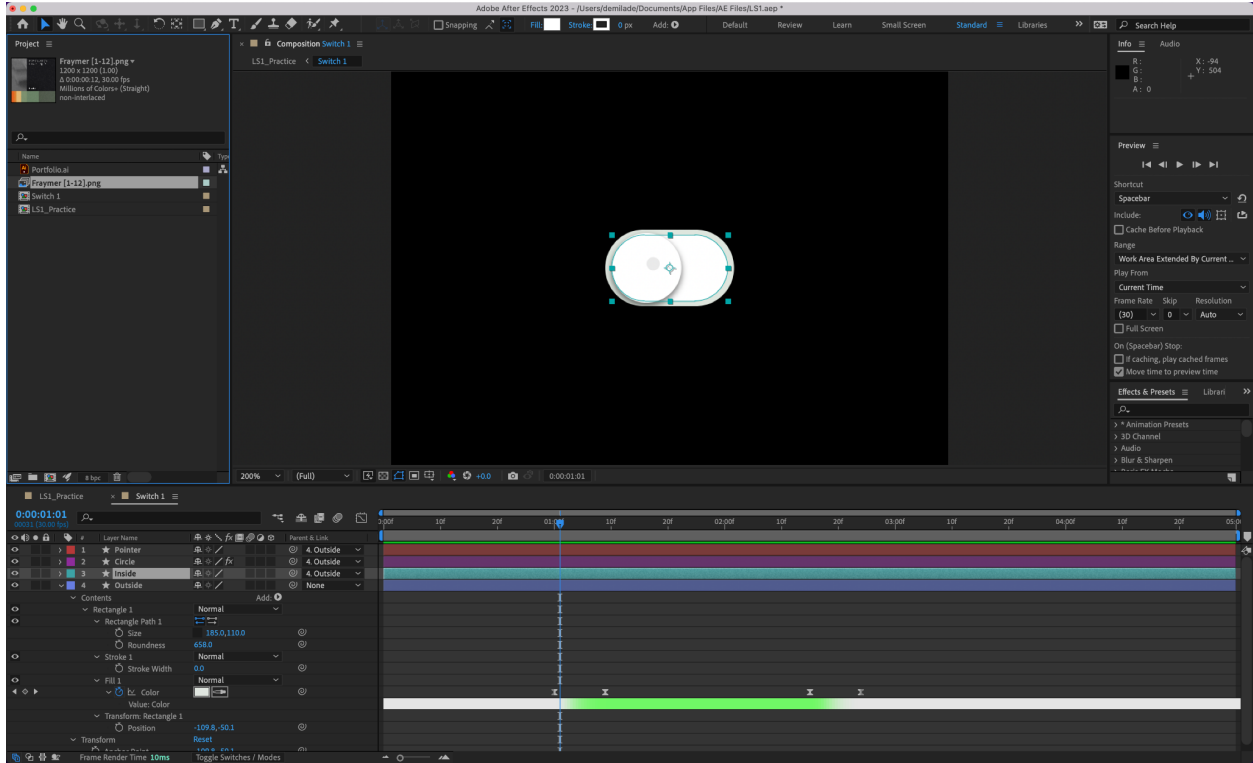 Adobe After Effects 2023 - /Users/demilade/Documents/App Files/AE Files/LS1.aep *
Snapping Fill: Stroke: 0 px Add: Default Review Learn Small Screen Standard Libraries Search Help
Project
Fraymer [1-12].png
1200 x 1200 (1.00)
Δ 0:00:00:12, 30.00 fps
Millions of Colors+ (Straight)
non-interlaced
Name Typ
Portfolio.ai
Fraymer [1-12].png
Switch 1
LS1_Practice
8 bpc
Composition Switch 1
LS1_Practice Switch 1
200% (Full) +0.0 0:00:01:01
Info Audio
R: X: -94
G: Y: 504
B:
A: 0
Preview
Shortcut
Spacebar
Include:
Cache Before Playback
Range
Work Area Extended By Current ...
Play From
Current Time
Frame Rate Skip Resolution
(30) 0 Auto
Full Screen
On (Spacebar) Stop:
If caching, play cached frames
Move time to preview time
Effects & Presets Librari
* Animation Presets
3D Channel
Audio
Blur & Sharpen
LS1_Practice Switch 1
0:00:01:01
00031 (30.00 fps)
10f 20f 01:00f 10f 20f 02:00f 10f 20f 03:00f 10f 20f 04:00f 10f 20f
# Layer Name fx Parent & Link
1 Pointer 4. Outside
2 Circle fx 4. Outside
3 Inside 4. Outside
4 Outside None
Contents Add:
Rectangle 1 Normal
Rectangle Path 1
Size 185.0,110.0
Roundness 658.0
Stroke 1 Normal
Stroke Width 0.0
Fill 1 Normal
Color
Value: Color
Transform: Rectangle 1
Position -109.8,-50.1
Transform Reset
Anchor Point
Frame Render Time 10ms Toggle Switches / Modes